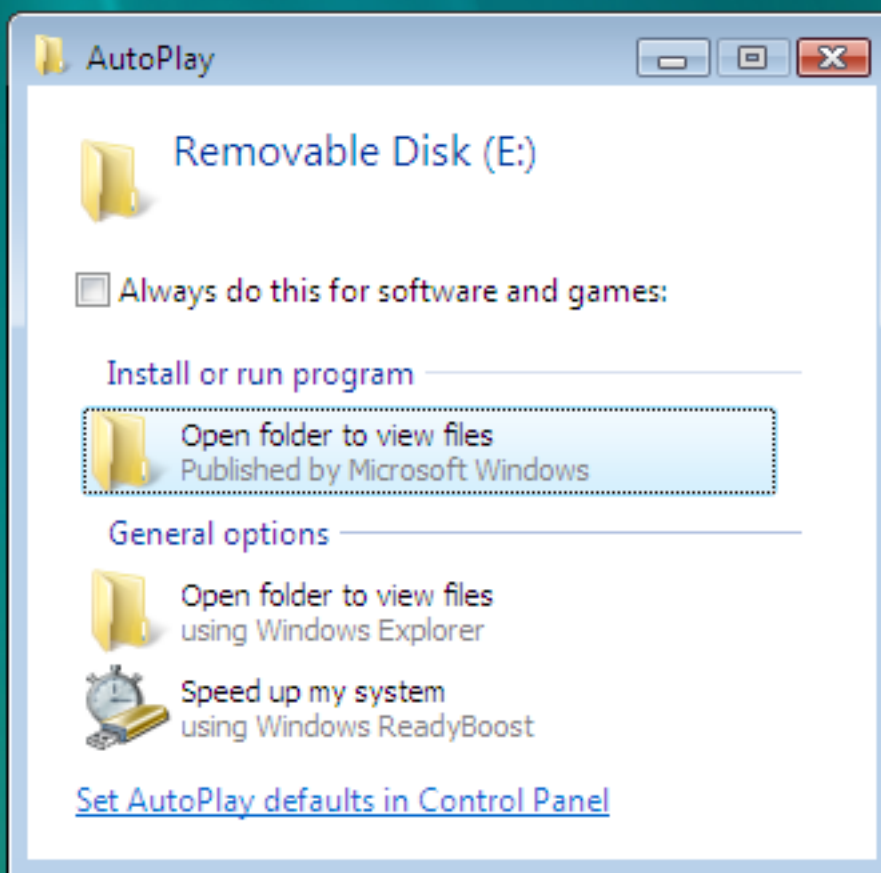 AutoPlay
Removable Disk (E:)
Always do this for software and games:
Install or run program
Open folder to view files
Published by Microsoft Windows
General options
Open folder to view files
using Windows Explorer
Speed up my system
using Windows ReadyBoost
Set AutoPlay defaults in Control Panel